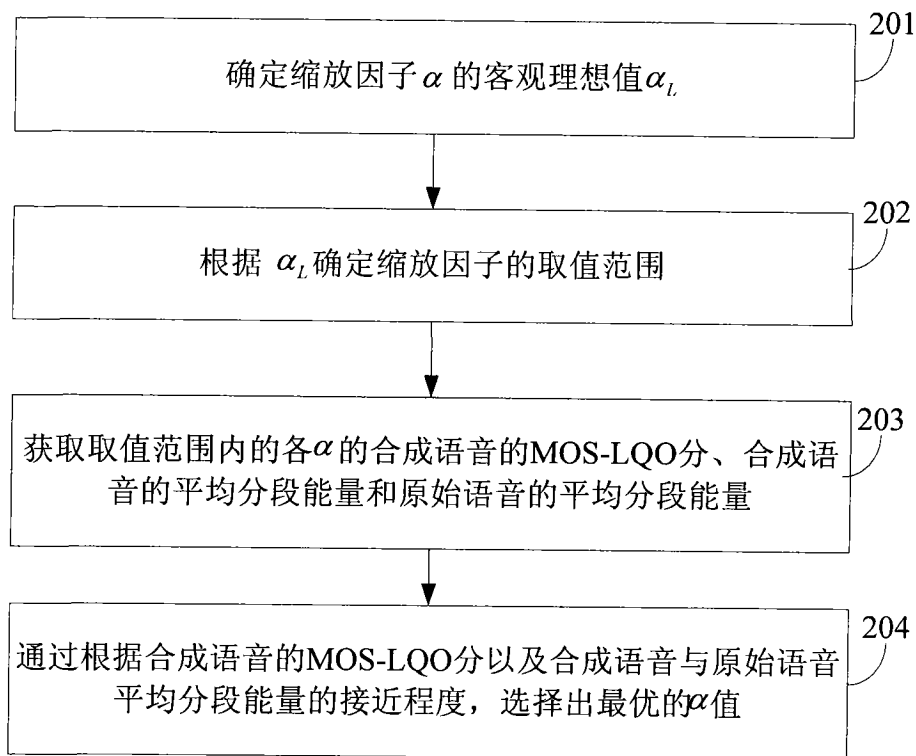 201
确定缩放因子α的客观理想值α_L
202
根据 α_L确定缩放因子的取值范围
203
获取取值范围内的各α的合成语音的MOS-LQO分、合成语
音的平均分段能量和原始语音的平均分段能量
204
通过根据合成语音的MOS-LQO分以及合成语音与原始语音
平均分段能量的接近程度，选择出最优的α值